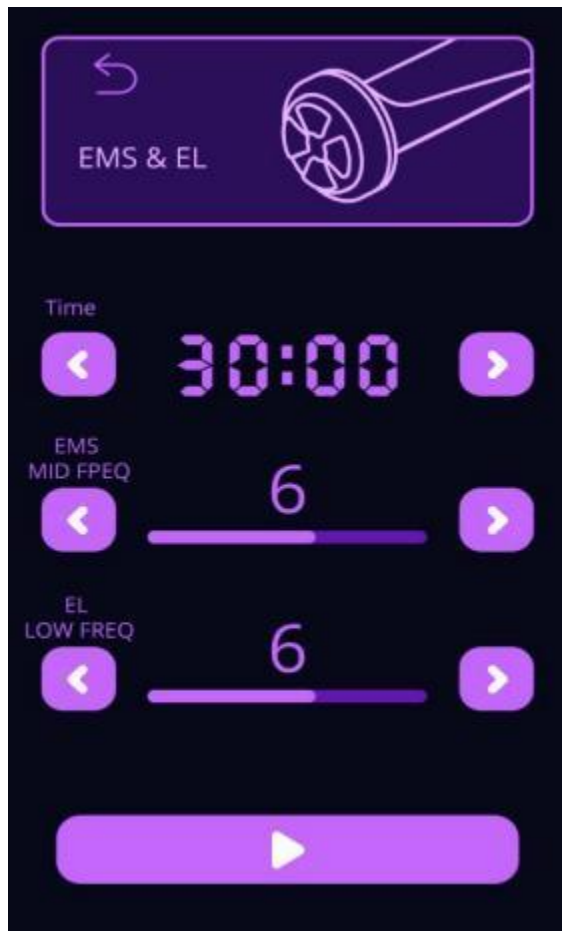 EMS & EL
Time
30:00
EMS
MID FPEQ
6
EL
LOW FREQ
6